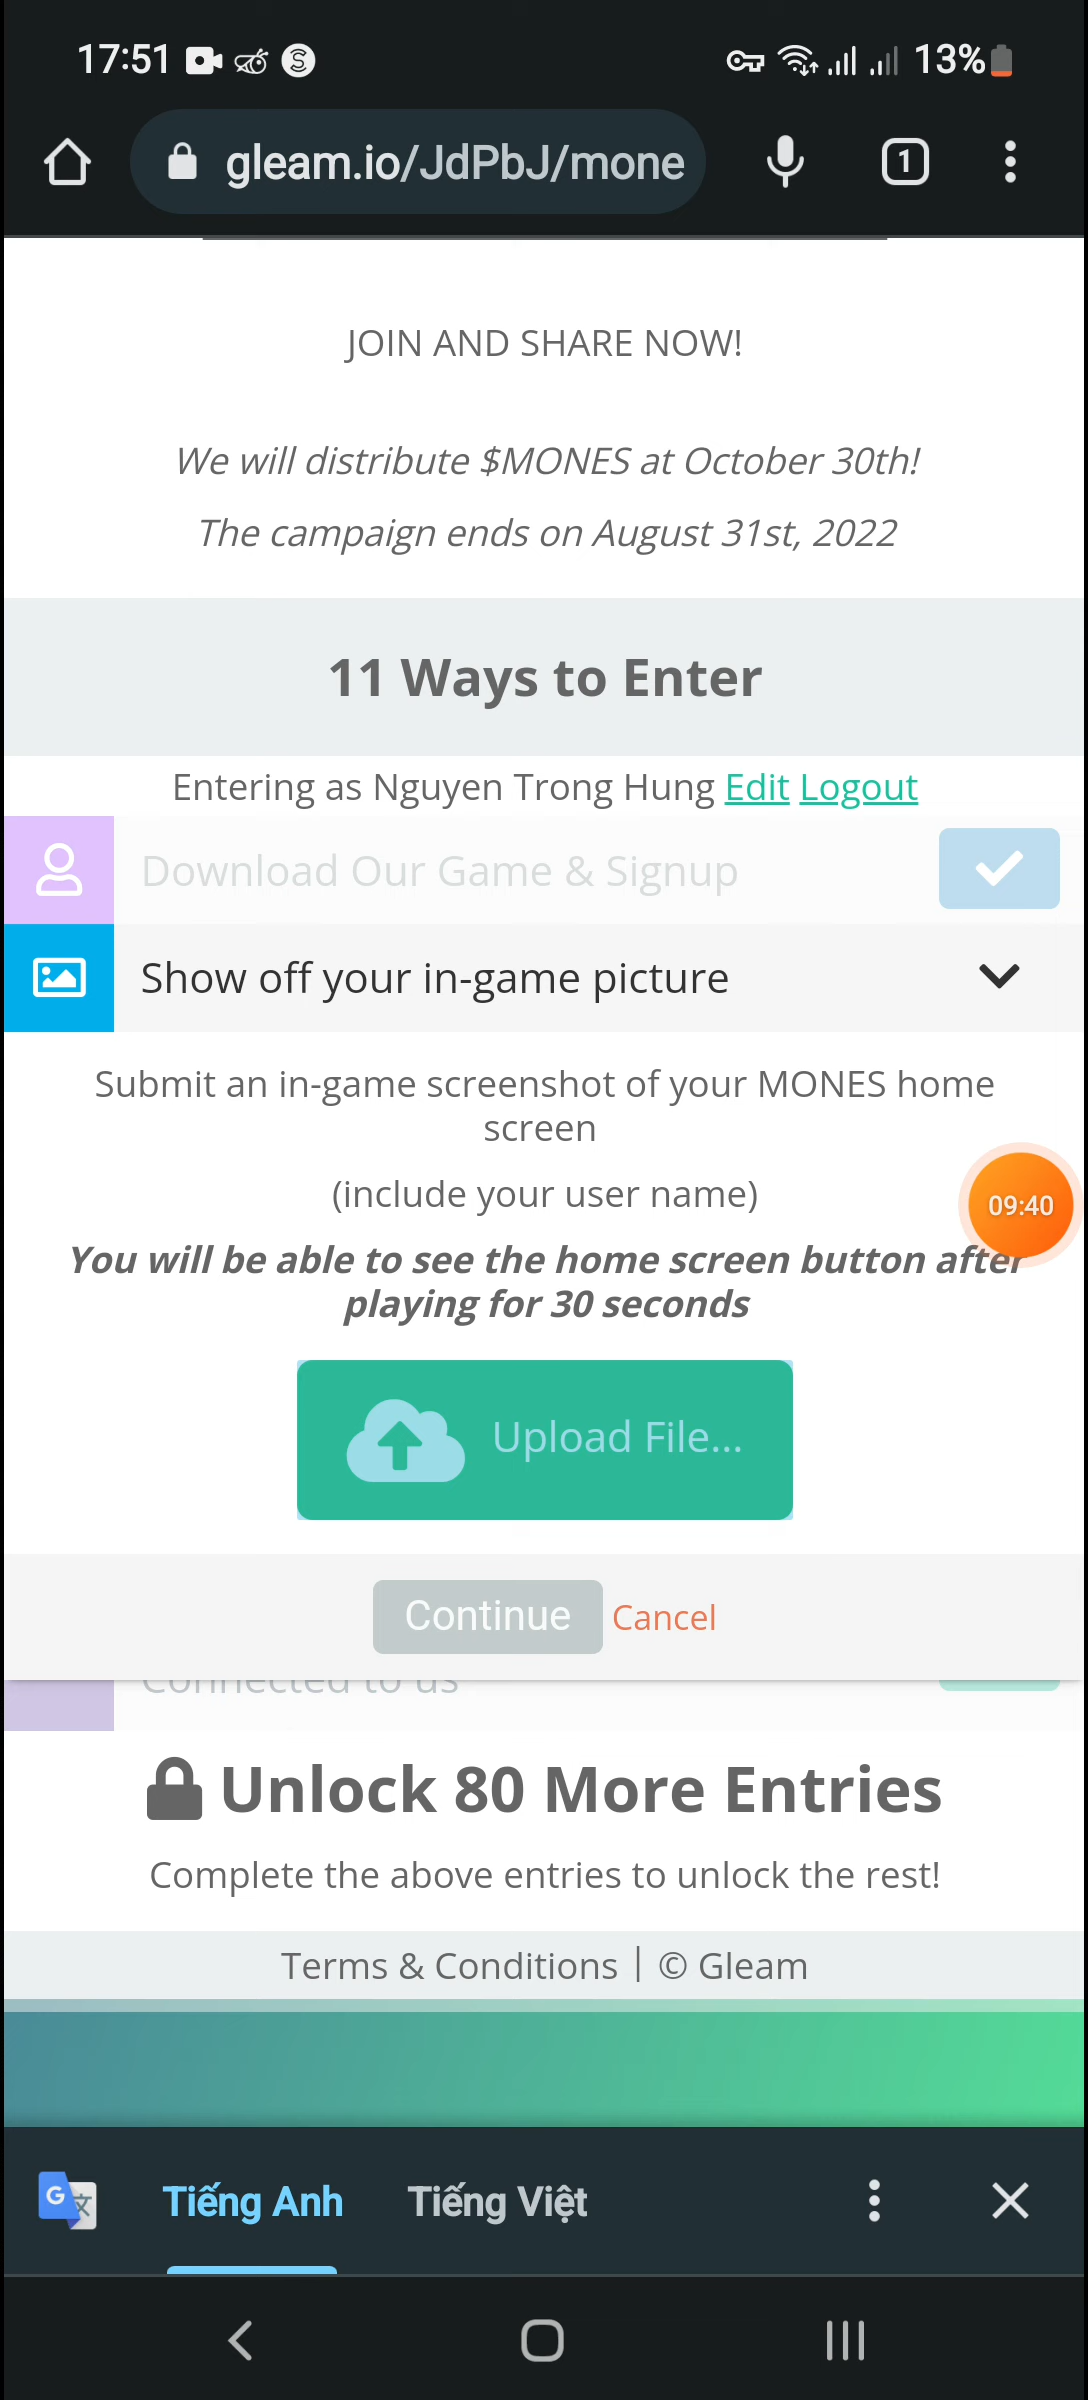 17:51
13%
gleam.io/JdPbJ/mone
1
JOIN AND SHARE NOW!
We will distribute $MONES at October 30th!
The campaign ends on August 31st, 2022
11 Ways to Enter
Entering as Nguyen Trong Hung Edit Logout
Download Our Game & Signup
Show off your in-game picture
Submit an in-game screenshot of your MONES home
screen
(include your user name)
09:40
You will be able to see the home screen button after
playing for 30 seconds
Upload File...
Continue Cancel
Connected to us
Unlock 80 More Entries
Complete the above entries to unlock the rest!
Terms & Conditions | © Gleam
Tiếng Anh Tiếng Việt